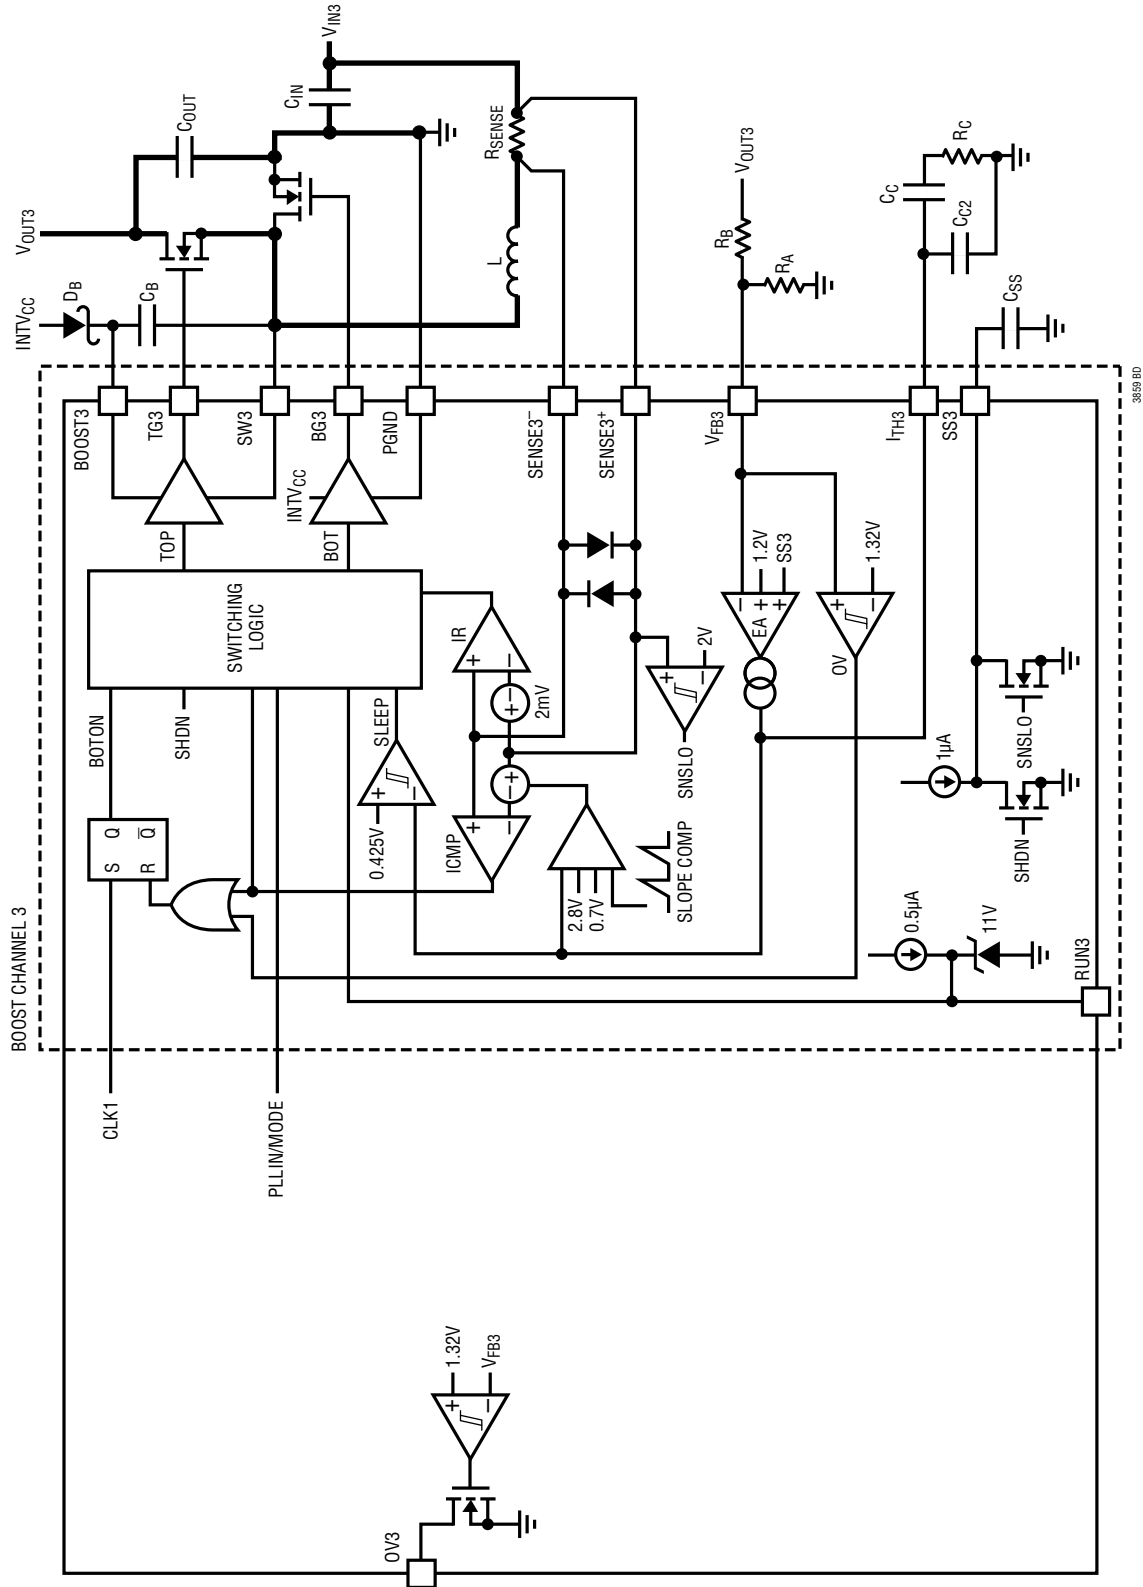 BOOST CHANNEL 3
INTVCC
VOUT3
DB
CB
COUT
CIN
VIN3
RSENSE
L
RB
VOUT3
RA
CC
RC
CC2
CSS
BOOST3
TG3
SW3
BG3
PGND
SENSE3–
SENSE3+
VFB3
ITH3
SS3
3859 BD
TOP
INTVCC
BOT
SWITCHING
LOGIC
BOTON
SHDN
SLEEP
+
–
0.425V
S
Q
R
Q̅
IR
+
–
– +
2mV
ICMP
+
–
– +
2.8V
0.7V
SLOPE COMP
+
–
2V
SNSLO
–
+
+
EA
1.2V
SS3
+
–
OV
1.32V
1µA
SHDN
SNSLO
0.5µA
11V
RUN3
CLK1
PLLIN/MODE
OV3
+
–
1.32V
VFB3